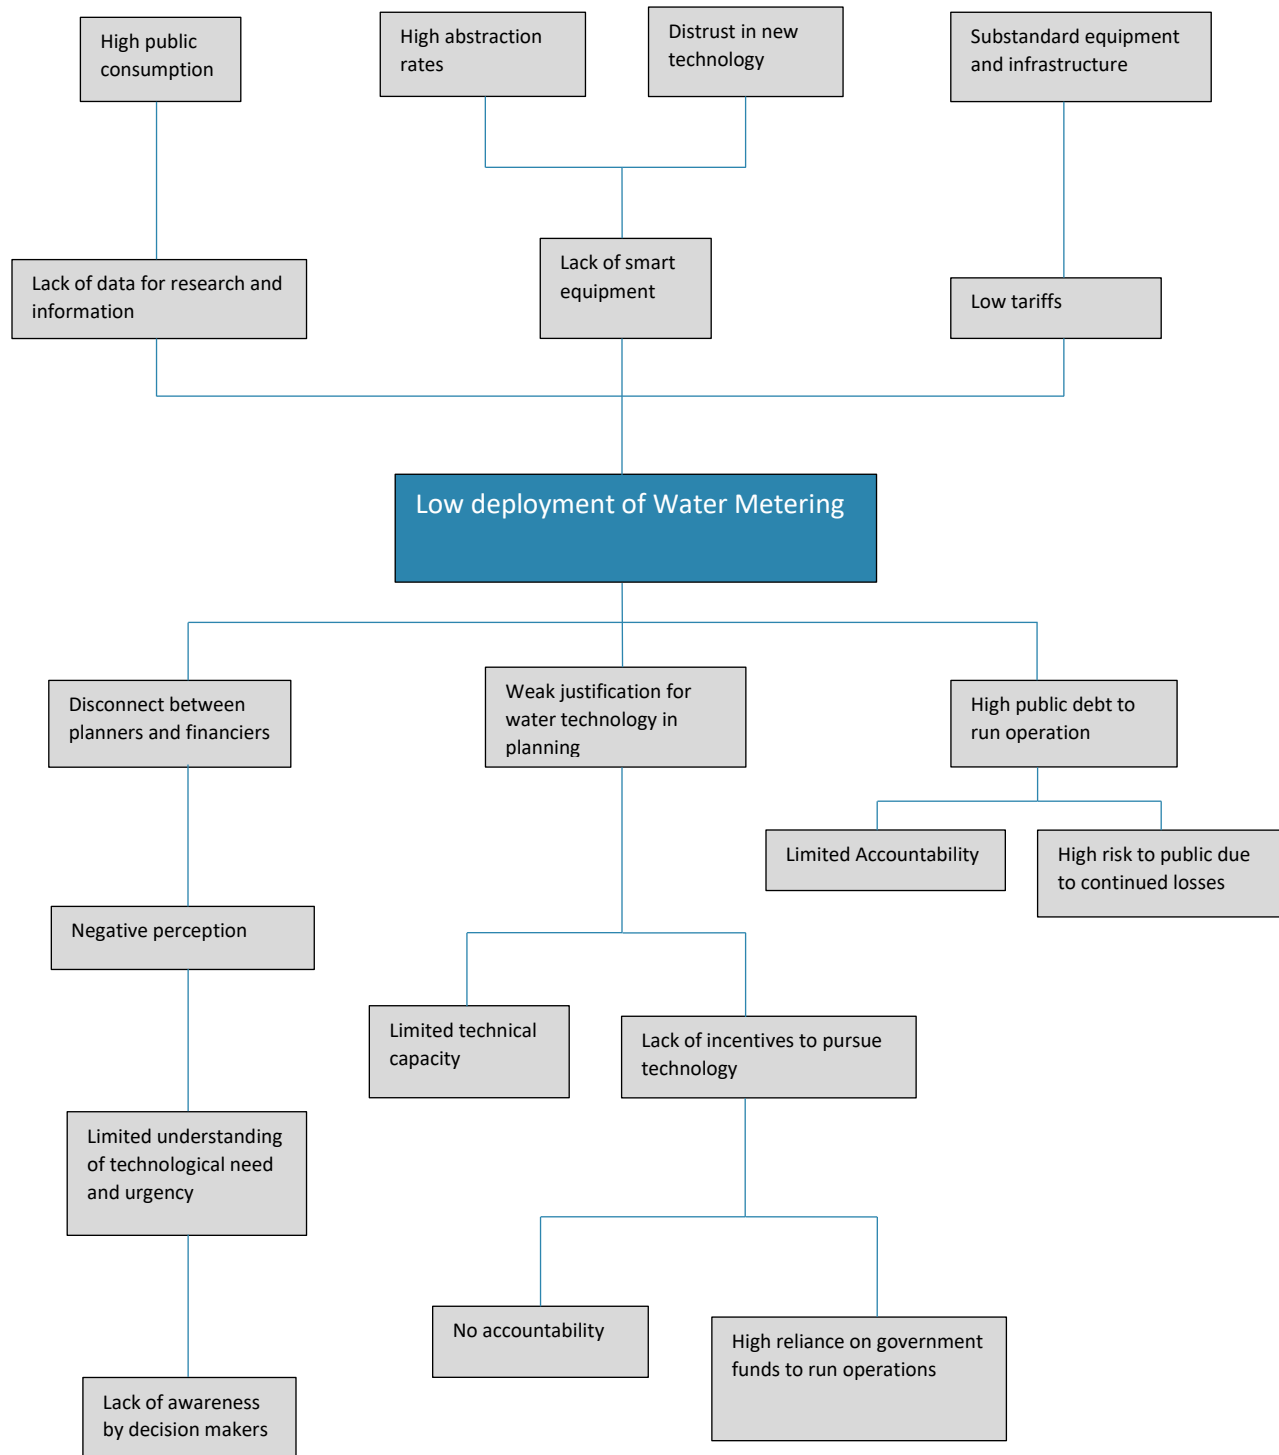 High public
consumption
High abstraction
rates
Distrust in new
technology
Substandard equipment
and infrastructure
Lack of data for research and
information
Lack of smart
equipment
Low tariffs
Low deployment of Water Metering
Disconnect between
planners and financiers
Weak justification for
water technology in
planning
High public debt to
run operation
Limited Accountability
High risk to public due
to continued losses
Negative perception
Limited technical
capacity
Lack of incentives to pursue
technology
Limited understanding
of technological need
and urgency
No accountability
High reliance on government
funds to run operations
Lack of awareness
by decision makers